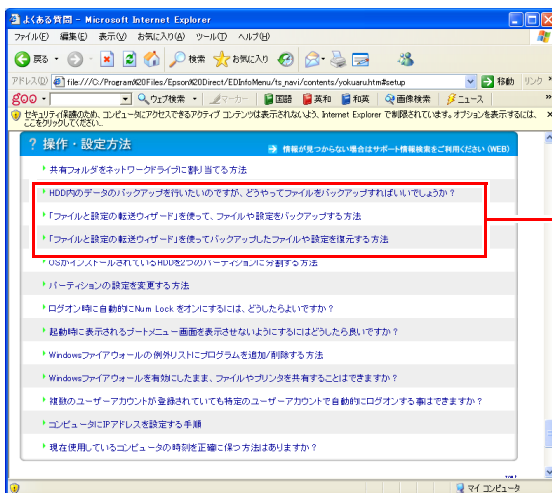 よくある質問 - Microsoft Internet Explorer
ファイル(F) 編集(E) 表示(V) お気に入り(A) ツール(T) ヘルプ(H)
戻る 検索 お気に入り
アドレス(D) file:///C:/Program%20Files/Epson%20Direct/EDInfoMenu/ts_navi/contents/yokuaru.htm#setup 移動 リンク
goo ウェブ検索 マーカー 国語 英和 和英 画像検索 ニュース
セキュリティ保護のため、コンピュータにアクセスできるアクティブ コンテンツは表示されないよう、Internet Explorer で制限されています。オプションを表示するには、
ここをクリックしてください...
? 操作・設定方法 情報が見つからない場合はサポート情報検索をご利用ください (WEB)
共有フォルダをネットワークドライブに割り当てる方法
HDD内のデータのバックアップを行いたいのですが、どうやってファイルをバックアップすればいいでしょうか?
「ファイルと設定の転送ウィザード」を使って、ファイルや設定をバックアップする方法
「ファイルと設定の転送ウィザード」を使ってバックアップしたファイルや設定を復元する方法
OSがインストールされているHDDを2つのパーティションに分割する方法
パーティションの設定を変更する方法
ログオン時に自動的にNum Lock をオンにするには、どうしたらよいですか?
起動時に表示されるブートメニュー画面を表示させないようにするにはどうしたら良いですか?
Windowsファイアウォールの例外リストにプログラムを追加/削除する方法
Windowsファイアウォールを有効にしたまま、ファイルやプリンタを共有することはできますか?
複数のユーザーアカウントが登録されていても特定のユーザーアカウントで自動的にログオンする事はできますか?
コンピュータにIPアドレスを設定する手順
現在使用しているコンピュータの時刻を正確に保つ方法はありますか?
マイ コンピュータ